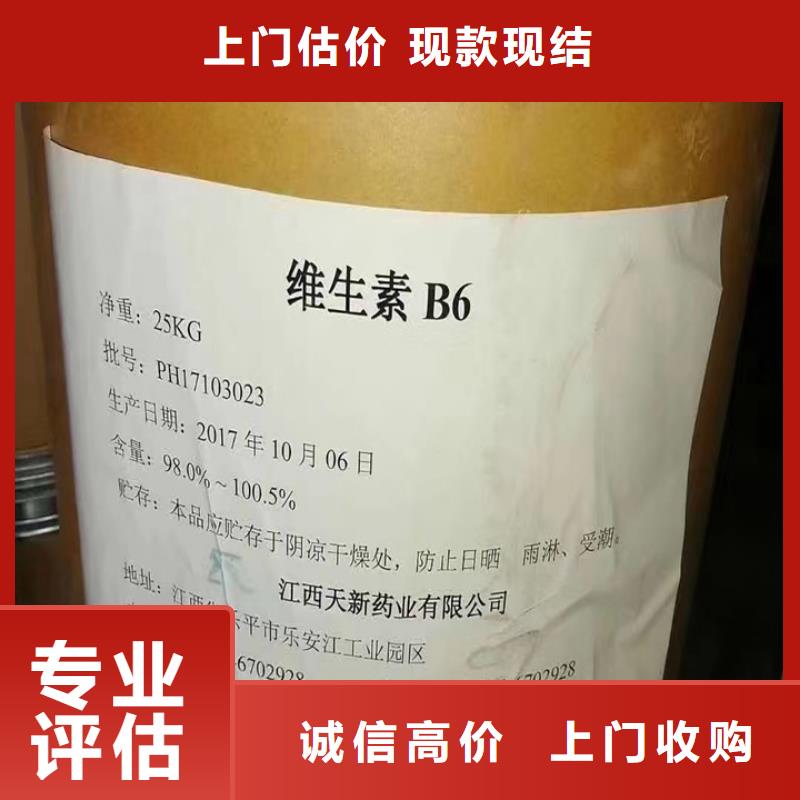 上门估价 现款现结
维生素 B6
净重：25KG
批号：PH17103023
生产日期：2017 年 10 月 06 日
含量：98.0%～100.5%
贮存：本品应贮存于阴凉干燥处，防止日晒 雨淋、受潮。
江西天新药业有限公司
地址：江西 乐平市乐安江工业园区
6702928
6702928
专业
评估
诚信高价 上门收购